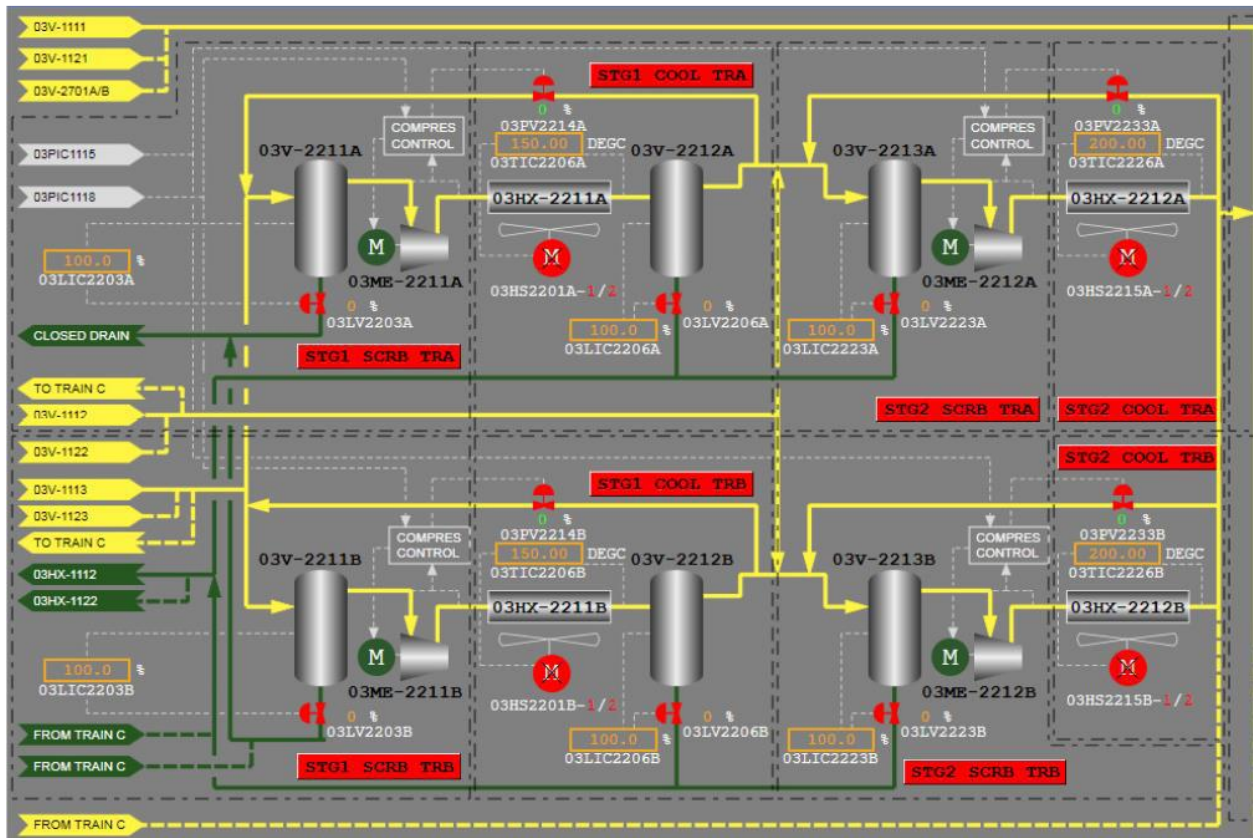 03V-1111
03V-1121
03V-2701A/B
STG1 COOL TRA
0 %
03PV2214A
0 %
03PV2233A
COMPRES
CONTROL
COMPRES
CONTROL
03PIC1115
03V-2211A
150.00 DEGC
03TIC2206A
03V-2212A
03V-2213A
200.00 DEGC
03TIC2226A
03PIC1118
03HX-2211A
03HX-2212A
M
M
M
M
100.0 %
03LIC2203A
03ME-2211A
03HS2201A-1/2
03ME-2212A
03HS2215A-1/2
0 %
03LV2203A
0 %
03LV2206A
0 %
03LV2223A
CLOSED DRAIN
100.0 %
03LIC2206A
100.0 %
03LIC2223A
STG1 SCRB TRA
TO TRAIN C
03V-1112
STG2 SCRB TRA
STG2 COOL TRA
03V-1122
STG2 COOL TRB
03V-1113
STG1 COOL TRB
03V-1123
0 %
03PV2214B
0 %
03PV2233B
TO TRAIN C
COMPRES
CONTROL
COMPRES
CONTROL
03V-2211B
150.00 DEGC
03TIC2206B
03V-2212B
03V-2213B
200.00 DEGC
03TIC2226B
03HX-1112
03HX-1122
03HX-2211B
03HX-2212B
M
M
M
M
100.0 %
03LIC2203B
03ME-2211B
03HS2201B-1/2
03ME-2212B
03HS2215B-1/2
0 %
03LV2203B
0 %
03LV2206B
0 %
03LV2223B
FROM TRAIN C
100.0 %
03LIC2206B
100.0 %
03LIC2223B
FROM TRAIN C
STG1 SCRB TRB
STG2 SCRB TRB
FROM TRAIN C